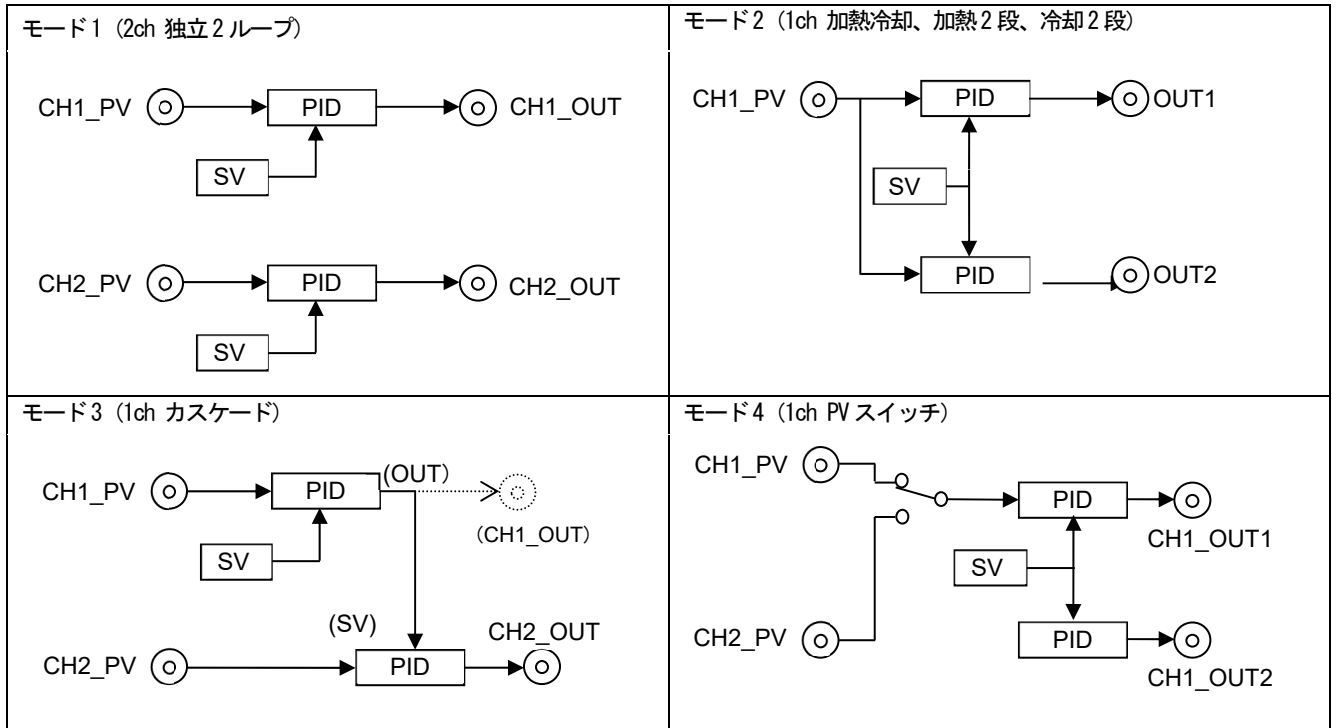 モード1 (2ch 独立2ループ)
CH1_PV
PID
CH1_OUT
SV
CH2_PV
PID
CH2_OUT
SV
モード2 (1ch 加熱冷却、加熱2段、冷却2段)
CH1_PV
PID
OUT1
SV
PID
OUT2
モード3 (1ch カスケード)
CH1_PV
PID
(OUT)
(CH1_OUT)
SV
(SV)
CH2_OUT
CH2_PV
PID
モード4 (1ch PVスイッチ)
CH1_PV
PID
CH1_OUT1
SV
CH2_PV
PID
CH1_OUT2